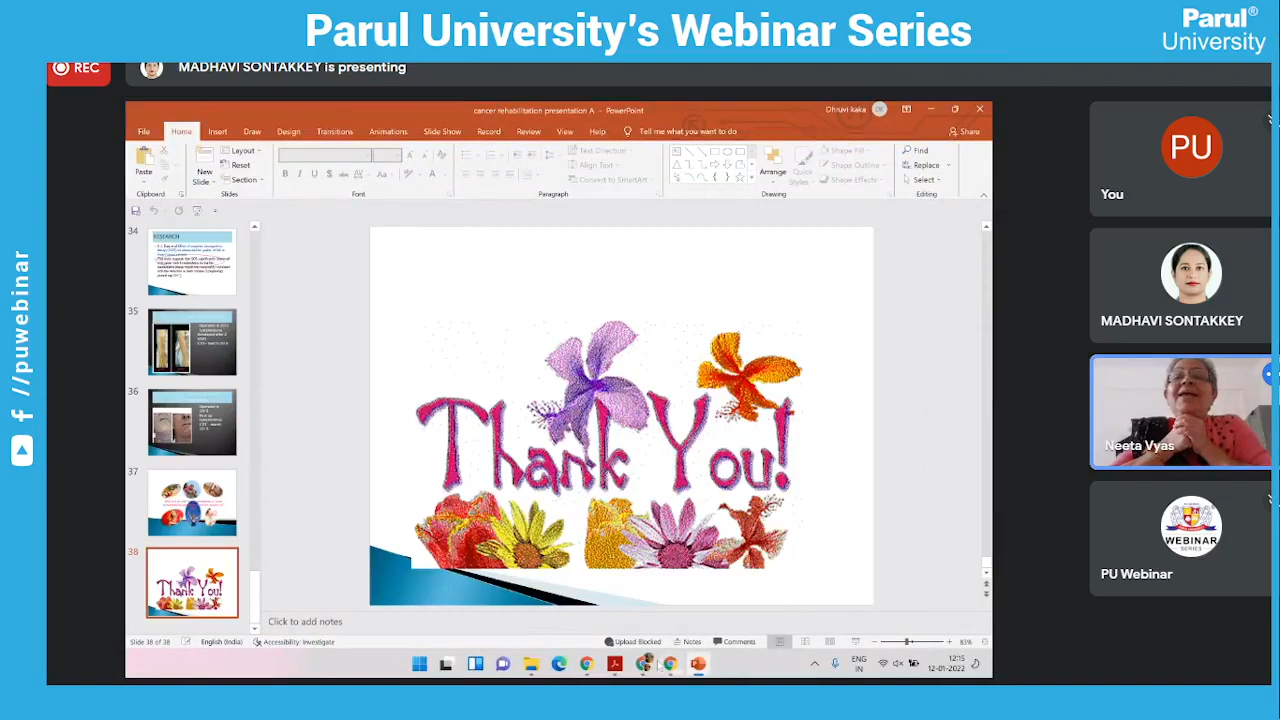 Parul University's Webinar Series
Parul®
University
REC
MADHAVI SONTAKKEY is presenting
cancer rehabilitation presentation A - PowerPoint
Dhruvi kaka
DK
File
Home
Insert
Draw
Design
Transitions
Animations
Slide Show
Record
Review
View
Help
Tell me what you want to do
Share
Paste
New
Slide
Layout
Reset
Section
Text Direction
Align Text
Convert to SmartArt
Arrange
Quick
Styles
Shape Fill
Shape Outline
Shape Effects
Find
Replace
Select
Clipboard
Slides
Font
Paragraph
Drawing
Editing
34
RESEARCH
35
36
37
38
Thank You!
Thank You!
Click to add notes
Slide 38 of 38
English (India)
Accessibility: Investigate
Upload Blocked
Notes
Comments
83%
ENG
IN
12:15
12-01-2022
PU
You
MADHAVI SONTAKKEY
Neeta Vyas
WEBINAR
SERIES
PU Webinar
//puwebinar